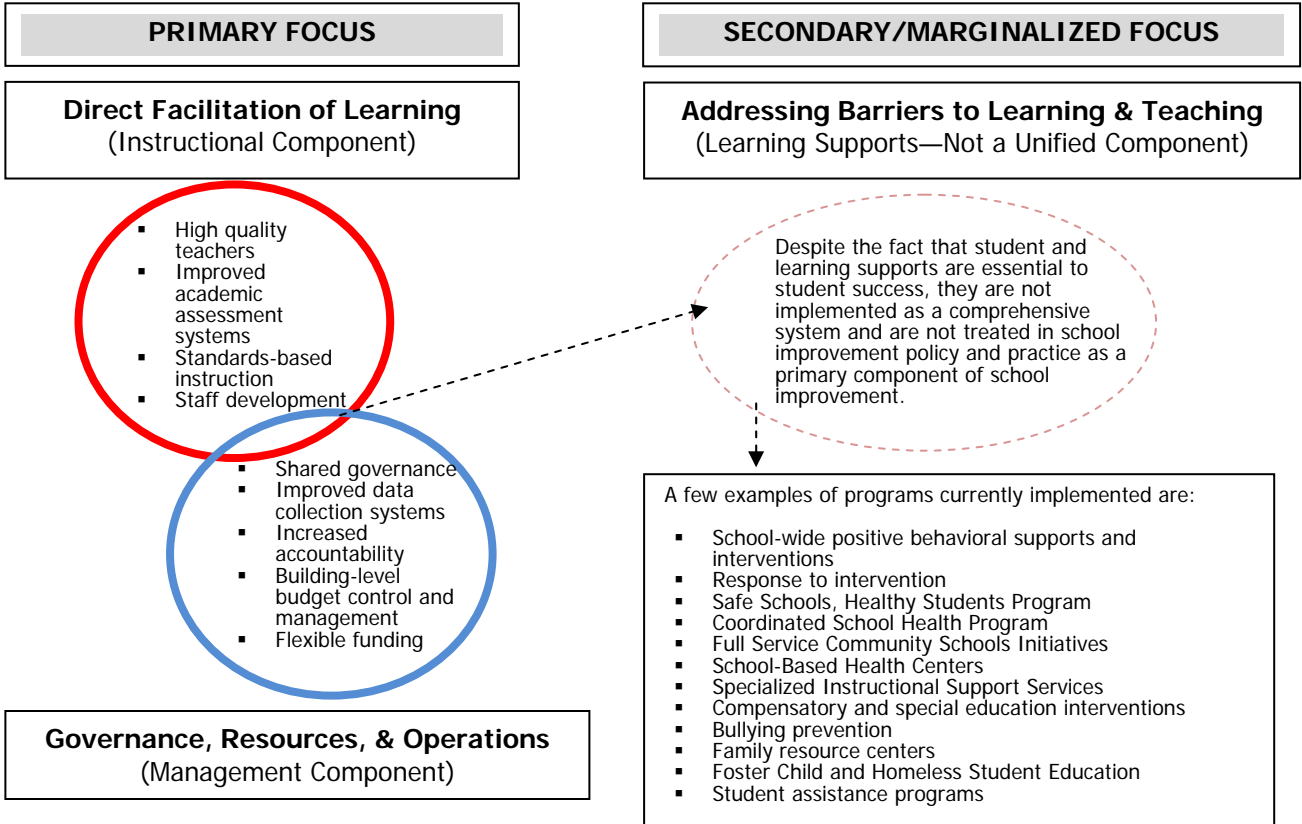 PRIMARY FOCUS
Direct Facilitation of Learning
(Instructional Component)
▪ High quality
teachers
▪ Improved
academic
assessment
systems
▪ Standards-based
instruction
▪ Staff development
▪ Shared governance
▪ Improved data
collection systems
▪ Increased
accountability
▪ Building-level
budget control and
management
▪ Flexible funding
Governance, Resources, & Operations
(Management Component)
SECONDARY/MARGINALIZED FOCUS
Addressing Barriers to Learning & Teaching
(Learning Supports—Not a Unified Component)
Despite the fact that student and
learning supports are essential to
student success, they are not
implemented as a comprehensive
system and are not treated in school
improvement policy and practice as a
primary component of school
improvement.
A few examples of programs currently implemented are:
▪ School-wide positive behavioral supports and
interventions
▪ Response to intervention
▪ Safe Schools, Healthy Students Program
▪ Coordinated School Health Program
▪ Full Service Community Schools Initiatives
▪ School-Based Health Centers
▪ Specialized Instructional Support Services
▪ Compensatory and special education interventions
▪ Bullying prevention
▪ Family resource centers
▪ Foster Child and Homeless Student Education
▪ Student assistance programs